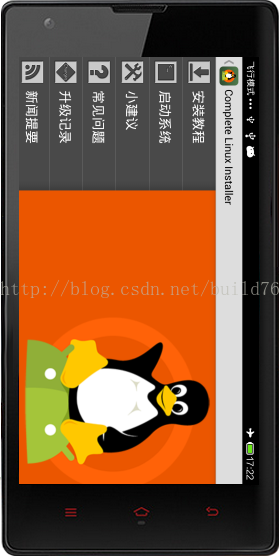 飞行模式 ... 17:22
Complete Linux Installer
安装教程
启动系统
小建议
常见问题
升级记录
新闻提要
http://blog.csdn.net/build76